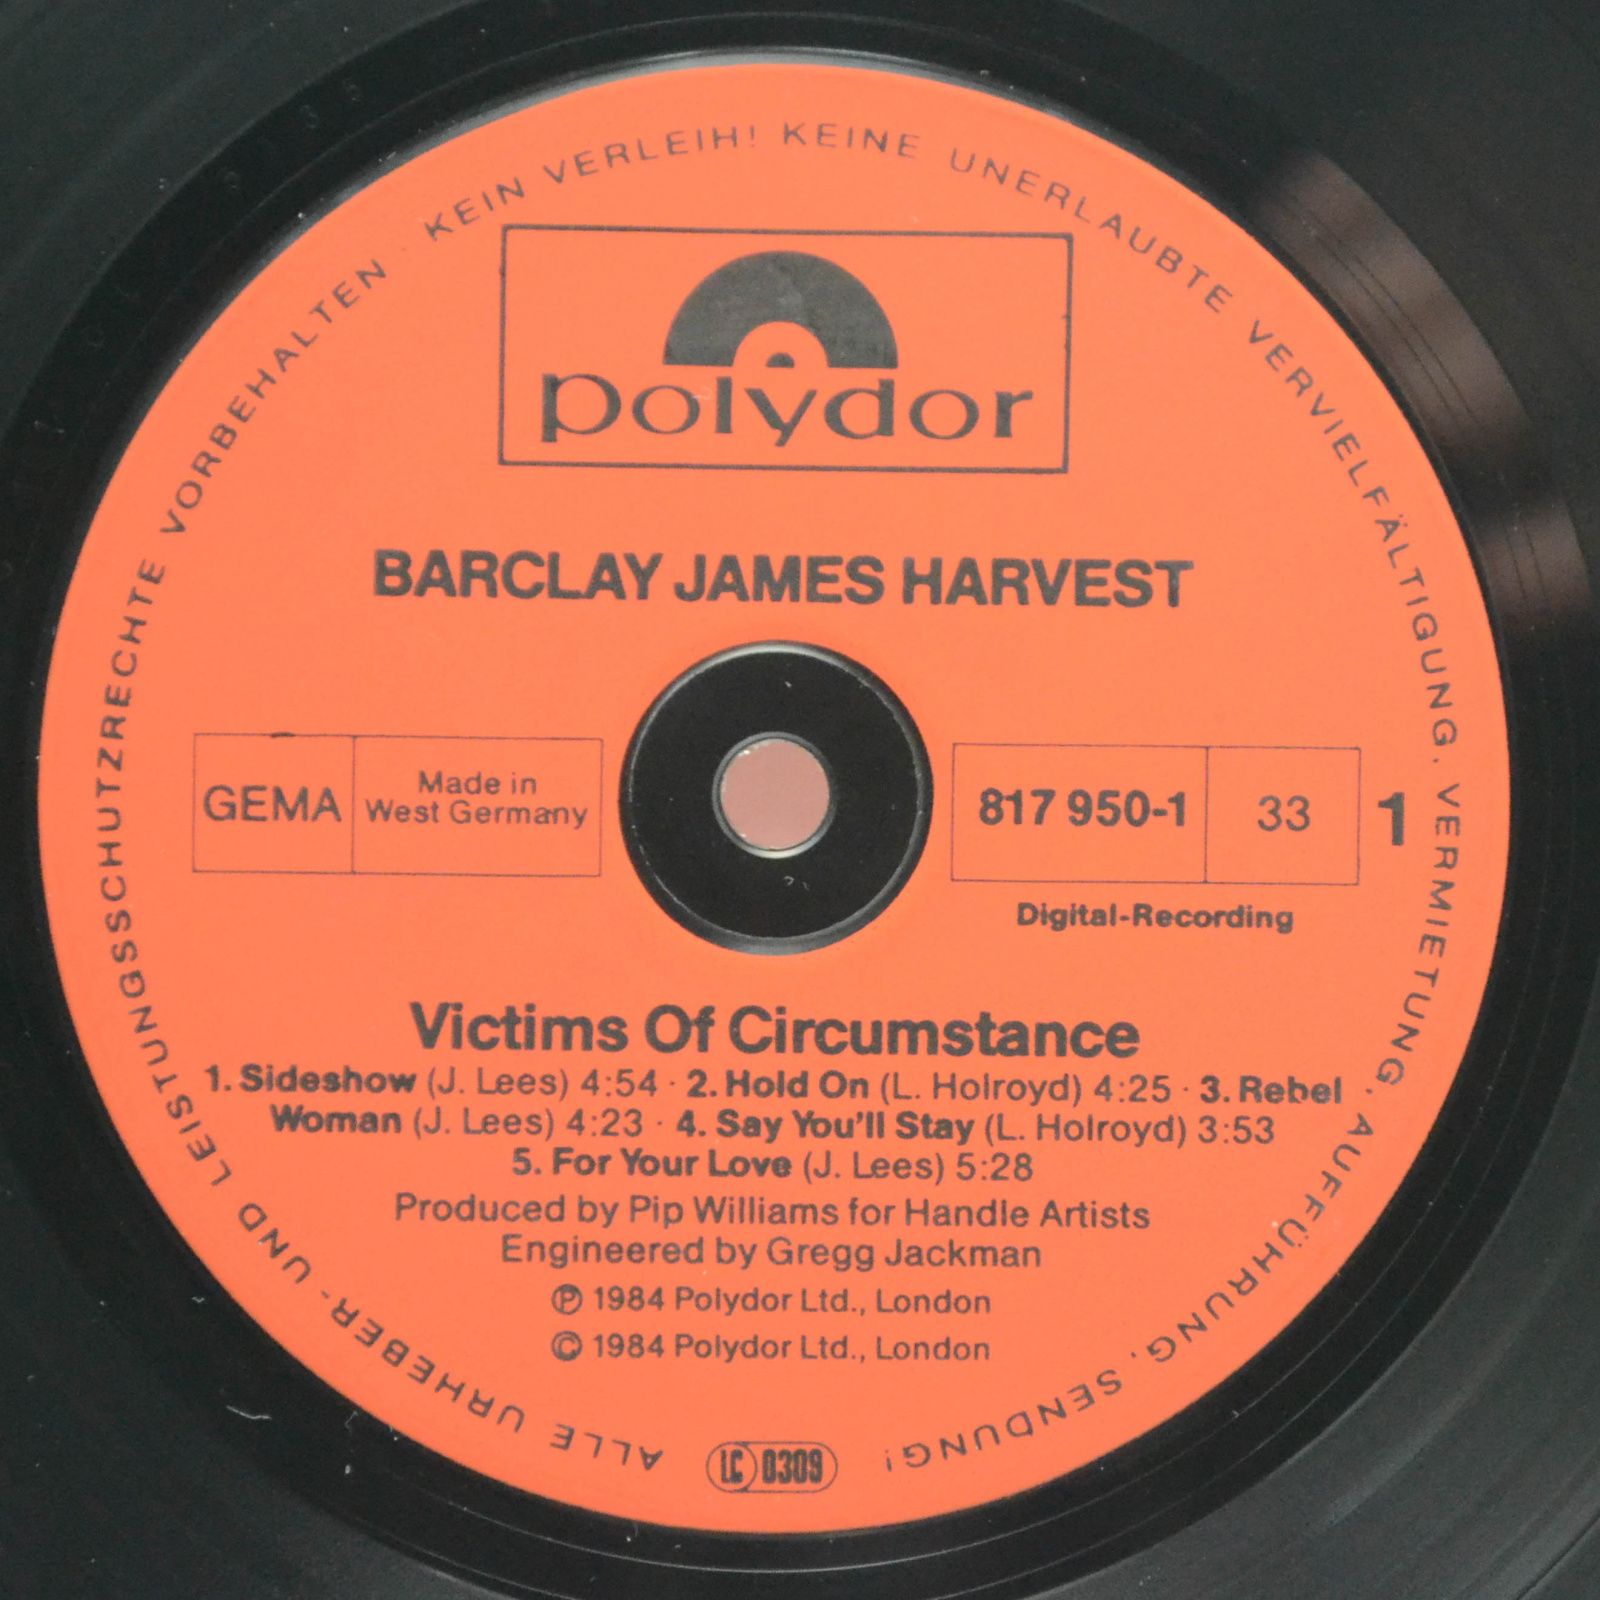 ALLE URHEBER- UND LEISTUNGSSCHUTZRECHTE VORBEHALTEN · KEIN VERLEIH! KEINE UNERLAUBTE VERVIELFÄLTIGUNG, VERMIETUNG, AUFFÜHRUNG, SENDUNG!
polydor
BARCLAY JAMES HARVEST
GEMA
Made in
West Germany
817 950-1
33
1
Digital-Recording
Victims Of Circumstance
1. Sideshow (J. Lees) 4:54 · 2. Hold On (L. Holroyd) 4:25 · 3. Rebel
Woman (J. Lees) 4:23 · 4. Say You'll Stay (L. Holroyd) 3:53
5. For Your Love (J. Lees) 5:28
Produced by Pip Williams for Handle Artists
Engineered by Gregg Jackman
℗ 1984 Polydor Ltd., London
© 1984 Polydor Ltd., London
LC 0309